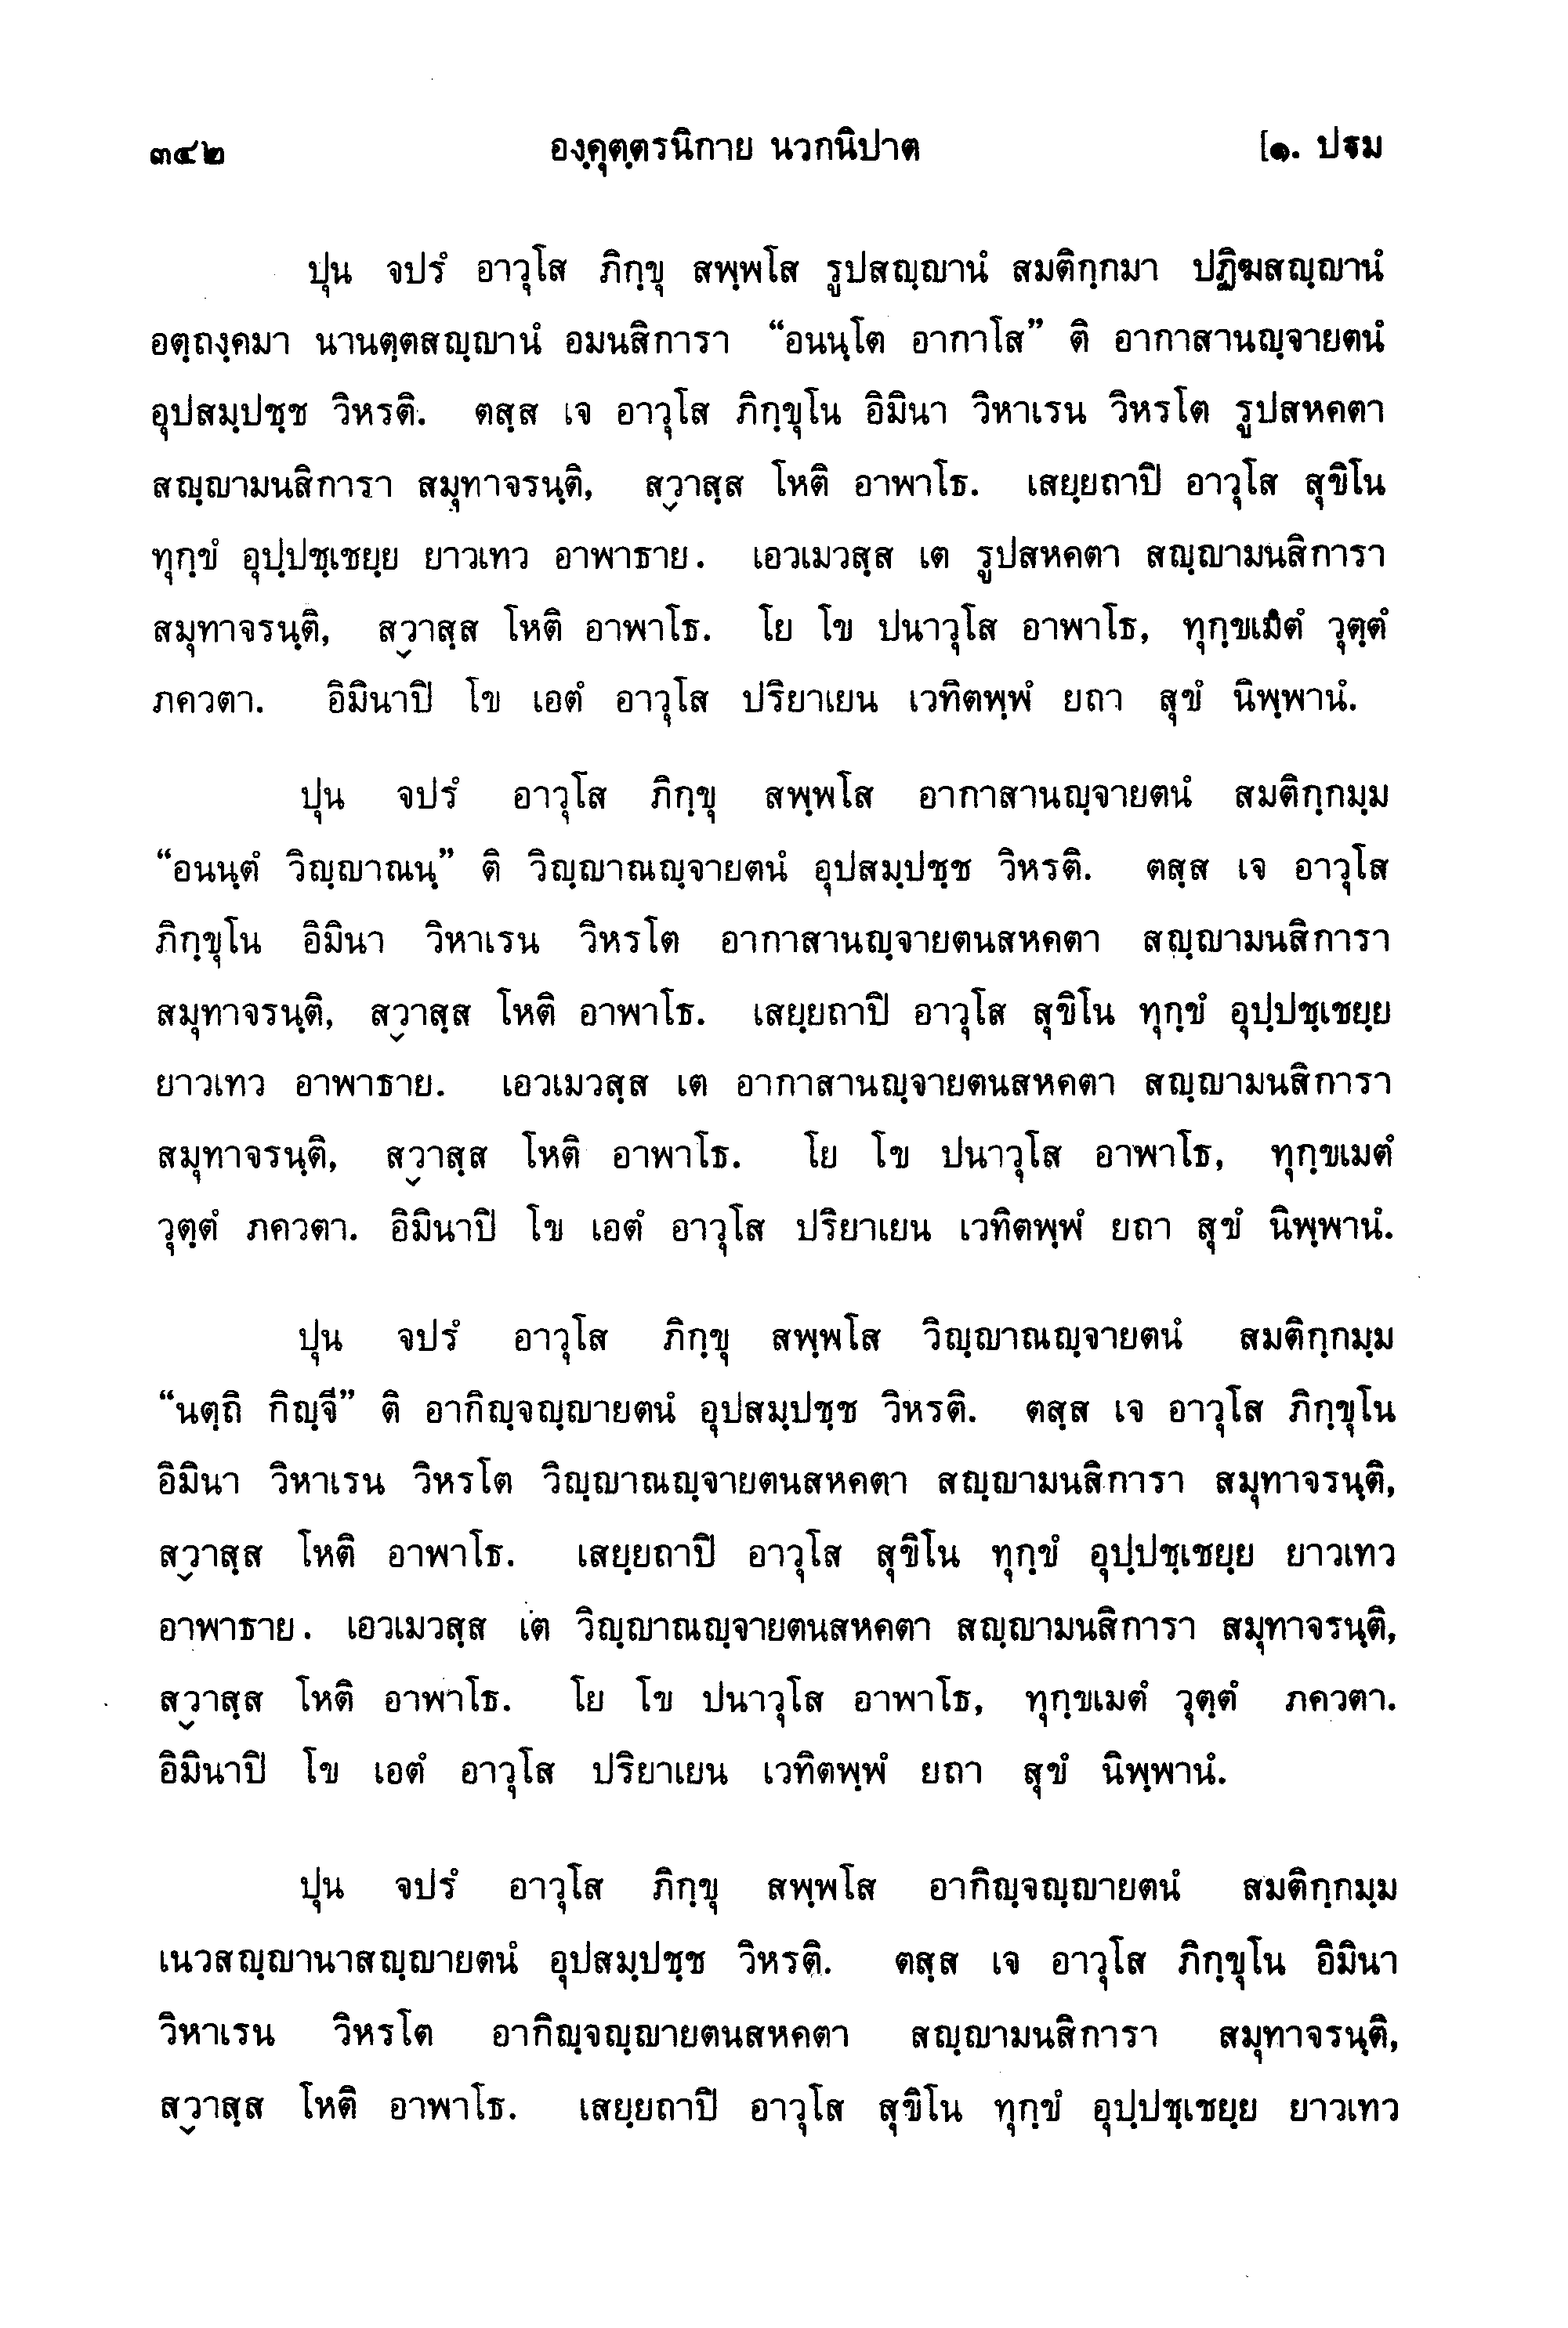 ๓๔๒ องฺคุตฺตรนิกาย นวกนิปาต [๑. ปฐม
ปุน จปรํ อาวุโส ภิกฺขุ สพฺพโส รูปสญฺญานํ สมติกฺกมา ปฏิฆสญฺญานํ
อตฺถงฺคมา นานตฺตสญฺญานํ อมนสิการา “อนนฺโต อากาโส” ติ อากาสานญฺจายตนํ
อุปสมฺปชฺช วิหรติ. ตสฺส เจ อาวุโส ภิกฺขุโน อิมินา วิหาเรน วิหรโต รูปสหคตา
สญฺญามนสิการา สมุทาจรนฺติ, สฺวาสฺส โหติ อาพาโธ. เสยฺยถาปิ อาวุโส สุขิโน
ทุกฺขํ อุปฺปชฺเชยฺย ยาวเทว อาพาธาย. เอวเมวสฺส เต รูปสหคตา สญฺญามนสิการา
สมุทาจรนฺติ, สฺวาสฺส โหติ อาพาโธ. โย โข ปนาวุโส อาพาโธ, ทุกฺขเมตํ วุตฺตํ
ภควตา. อิมินาปิ โข เอตํ อาวุโส ปริยาเยน เวทิตพฺพํ ยถา สุขํ นิพฺพานํ.
ปุน จปรํ อาวุโส ภิกฺขุ สพฺพโส อากาสานญฺจายตนํ สมติกฺกมฺม
“อนนฺตํ วิญฺญาณนฺ” ติ วิญฺญาณญฺจายตนํ อุปสมฺปชฺช วิหรติ. ตสฺส เจ อาวุโส
ภิกฺขุโน อิมินา วิหาเรน วิหรโต อากาสานญฺจายตนสหคตา สญฺญามนสิการา
สมุทาจรนฺติ, สฺวาสฺส โหติ อาพาโธ. เสยฺยถาปิ อาวุโส สุขิโน ทุกฺขํ อุปฺปชฺเชยฺย
ยาวเทว อาพาธาย. เอวเมวสฺส เต อากาสานญฺจายตนสหคตา สญฺญามนสิการา
สมุทาจรนฺติ, สฺวาสฺส โหติ อาพาโธ. โย โข ปนาวุโส อาพาโธ, ทุกฺขเมตํ
วุตฺตํ ภควตา. อิมินาปิ โข เอตํ อาวุโส ปริยาเยน เวทิตพฺพํ ยถา สุขํ นิพฺพานํ.
ปุน จปรํ อาวุโส ภิกฺขุ สพฺพโส วิญฺญาณญฺจายตนํ สมติกฺกมฺม
“นตฺถิ กิญฺจี” ติ อากิญฺจญฺญายตนํ อุปสมฺปชฺช วิหรติ. ตสฺส เจ อาวุโส ภิกฺขุโน
อิมินา วิหาเรน วิหรโต วิญฺญาณญฺจายตนสหคตา สญฺญามนสิการา สมุทาจรนฺติ,
สฺวาสฺส โหติ อาพาโธ. เสยฺยถาปิ อาวุโส สุขิโน ทุกฺขํ อุปฺปชฺเชยฺย ยาวเทว
อาพาธาย. เอวเมวสฺส เต วิญฺญาณญฺจายตนสหคตา สญฺญามนสิการา สมุทาจรนฺติ,
สฺวาสฺส โหติ อาพาโธ. โย โข ปนาวุโส อาพาโธ, ทุกฺขเมตํ วุตฺตํ ภควตา.
อิมินาปิ โข เอตํ อาวุโส ปริยาเยน เวทิตพฺพํ ยถา สุขํ นิพฺพานํ.
ปุน จปรํ อาวุโส ภิกฺขุ สพฺพโส อากิญฺจญฺญายตนํ สมติกฺกมฺม
เนวสญฺญานาสญฺญายตนํ อุปสมฺปชฺช วิหรติ. ตสฺส เจ อาวุโส ภิกฺขุโน อิมินา
วิหาเรน วิหรโต อากิญฺจญฺญายตนสหคตา สญฺญามนสิการา สมุทาจรนฺติ,
สฺวาสฺส โหติ อาพาโธ. เสยฺยถาปิ อาวุโส สุขิโน ทุกฺขํ อุปฺปชฺเชยฺย ยาวเทว